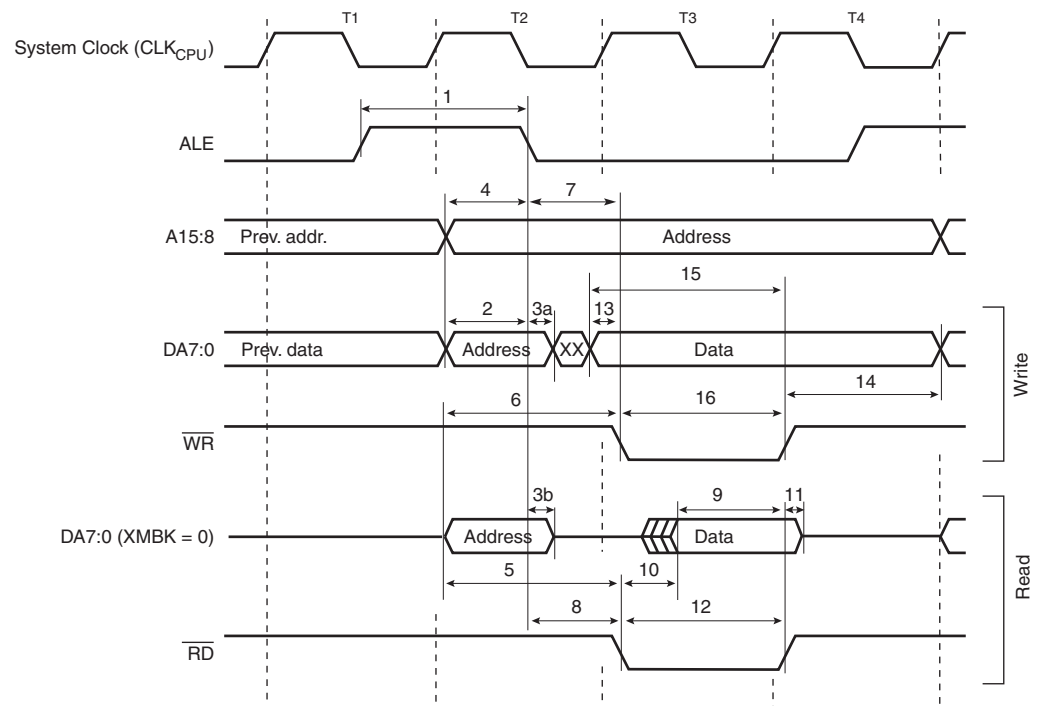 T1 T2 T3 T4
System Clock (CLKCPU)
1
ALE
4 7
A15:8 Prev. addr. Address
15
2 3a 13
DA7:0 Prev. data Address XX Data
14
6 16
WR
Write
3b 9 11
DA7:0 (XMBK = 0) Address Data
5 10
8 12
RD
Read